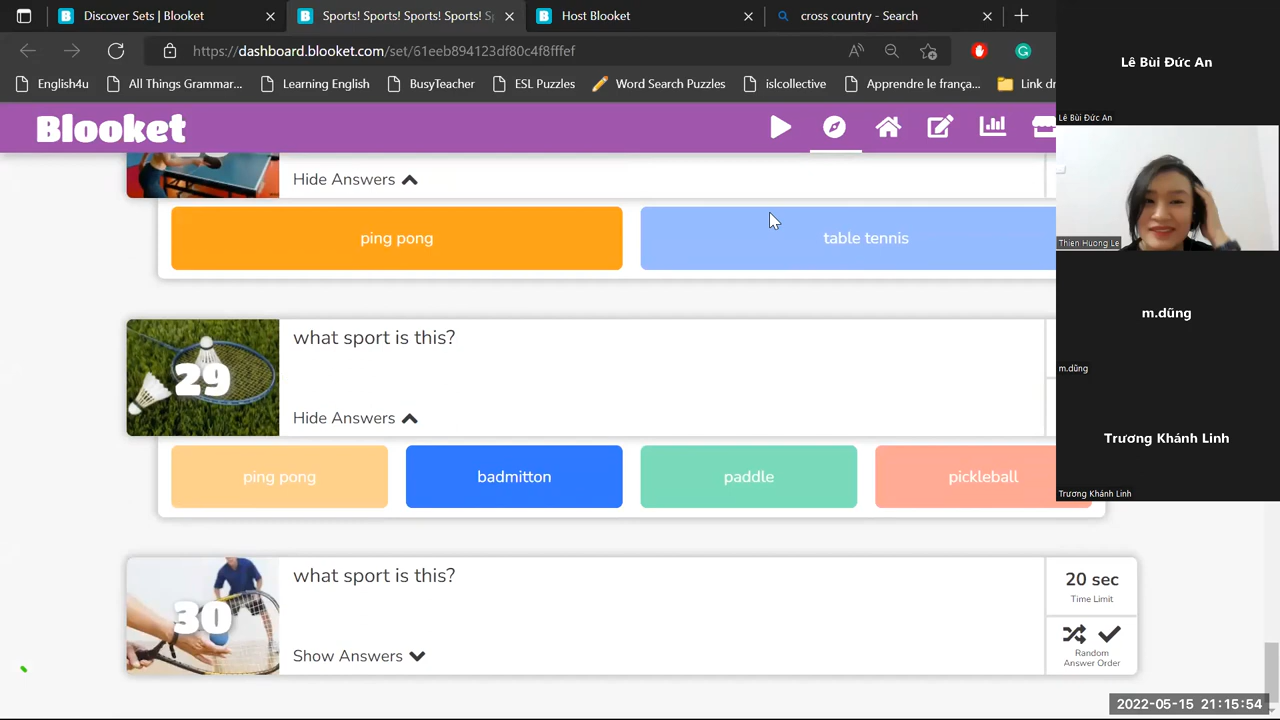 Discover Sets | Blooket
Sports! Sports! Sports! Sports! S
Host Blooket
cross country - Search
https://dashboard.blooket.com/set/61eeb894123df80c4f8fffef
English4u
All Things Grammar...
Learning English
BusyTeacher
ESL Puzzles
Word Search Puzzles
islcollective
Apprendre le frança...
Link dr
Blooket
Hide Answers
ping pong
table tennis
29
what sport is this?
Hide Answers
ping pong
badmitton
paddle
pickleball
30
what sport is this?
Show Answers
20 sec
Time Limit
Random
Answer Order
Lê Bùi Đức An
Lê Bùi Đức An
Thien Huong Le
m.dũng
m.dũng
Trương Khánh Linh
Trương Khánh Linh
2022-05-15 21:15:54